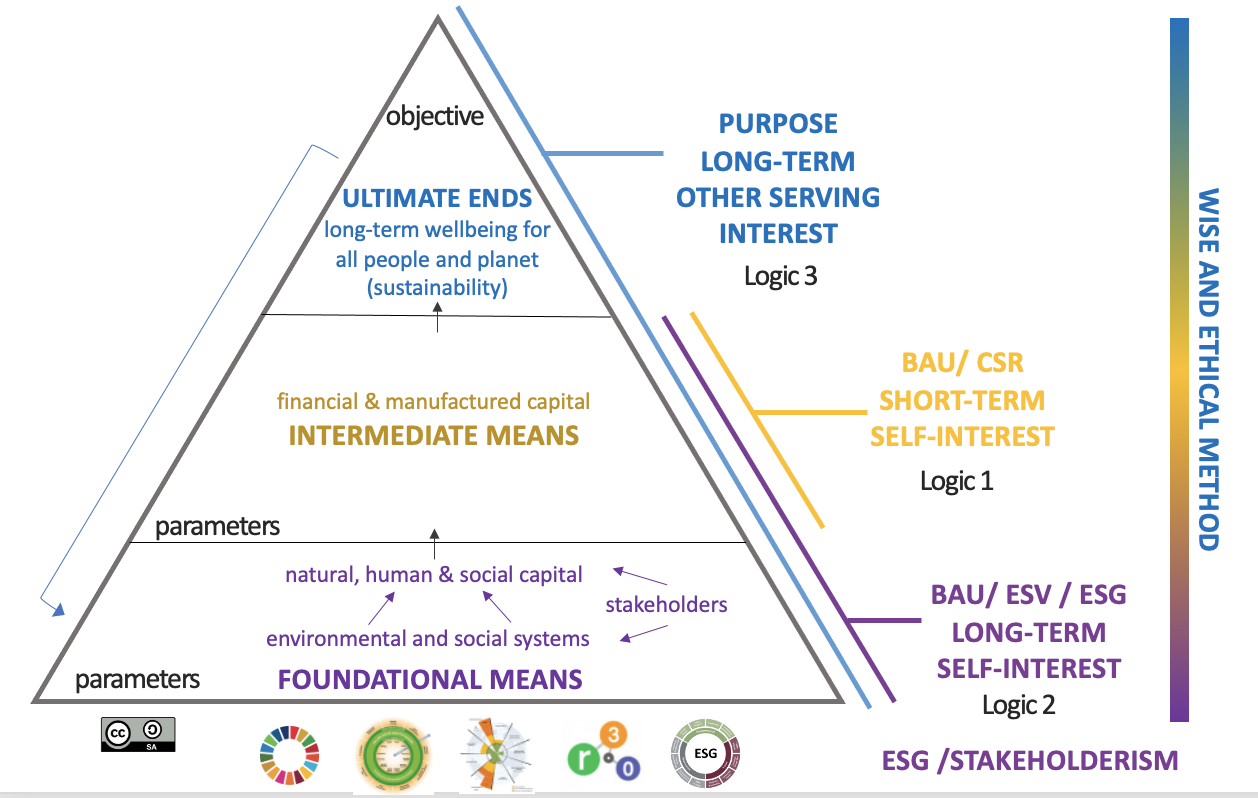 objective
ULTIMATE ENDS
long-term wellbeing for
all people and planet
(sustainability)
financial & manufactured capital
INTERMEDIATE MEANS
parameters
natural, human & social capital
stakeholders
environmental and social systems
FOUNDATIONAL MEANS
parameters
PURPOSE
LONG-TERM
OTHER SERVING
INTEREST
Logic 3
BAU/ CSR
SHORT-TERM
SELF-INTEREST
Logic 1
BAU/ ESV / ESG
LONG-TERM
SELF-INTEREST
Logic 2
ESG /STAKEHOLDERISM
WISE AND ETHICAL METHOD
cc
SA
r 3 0
ESG